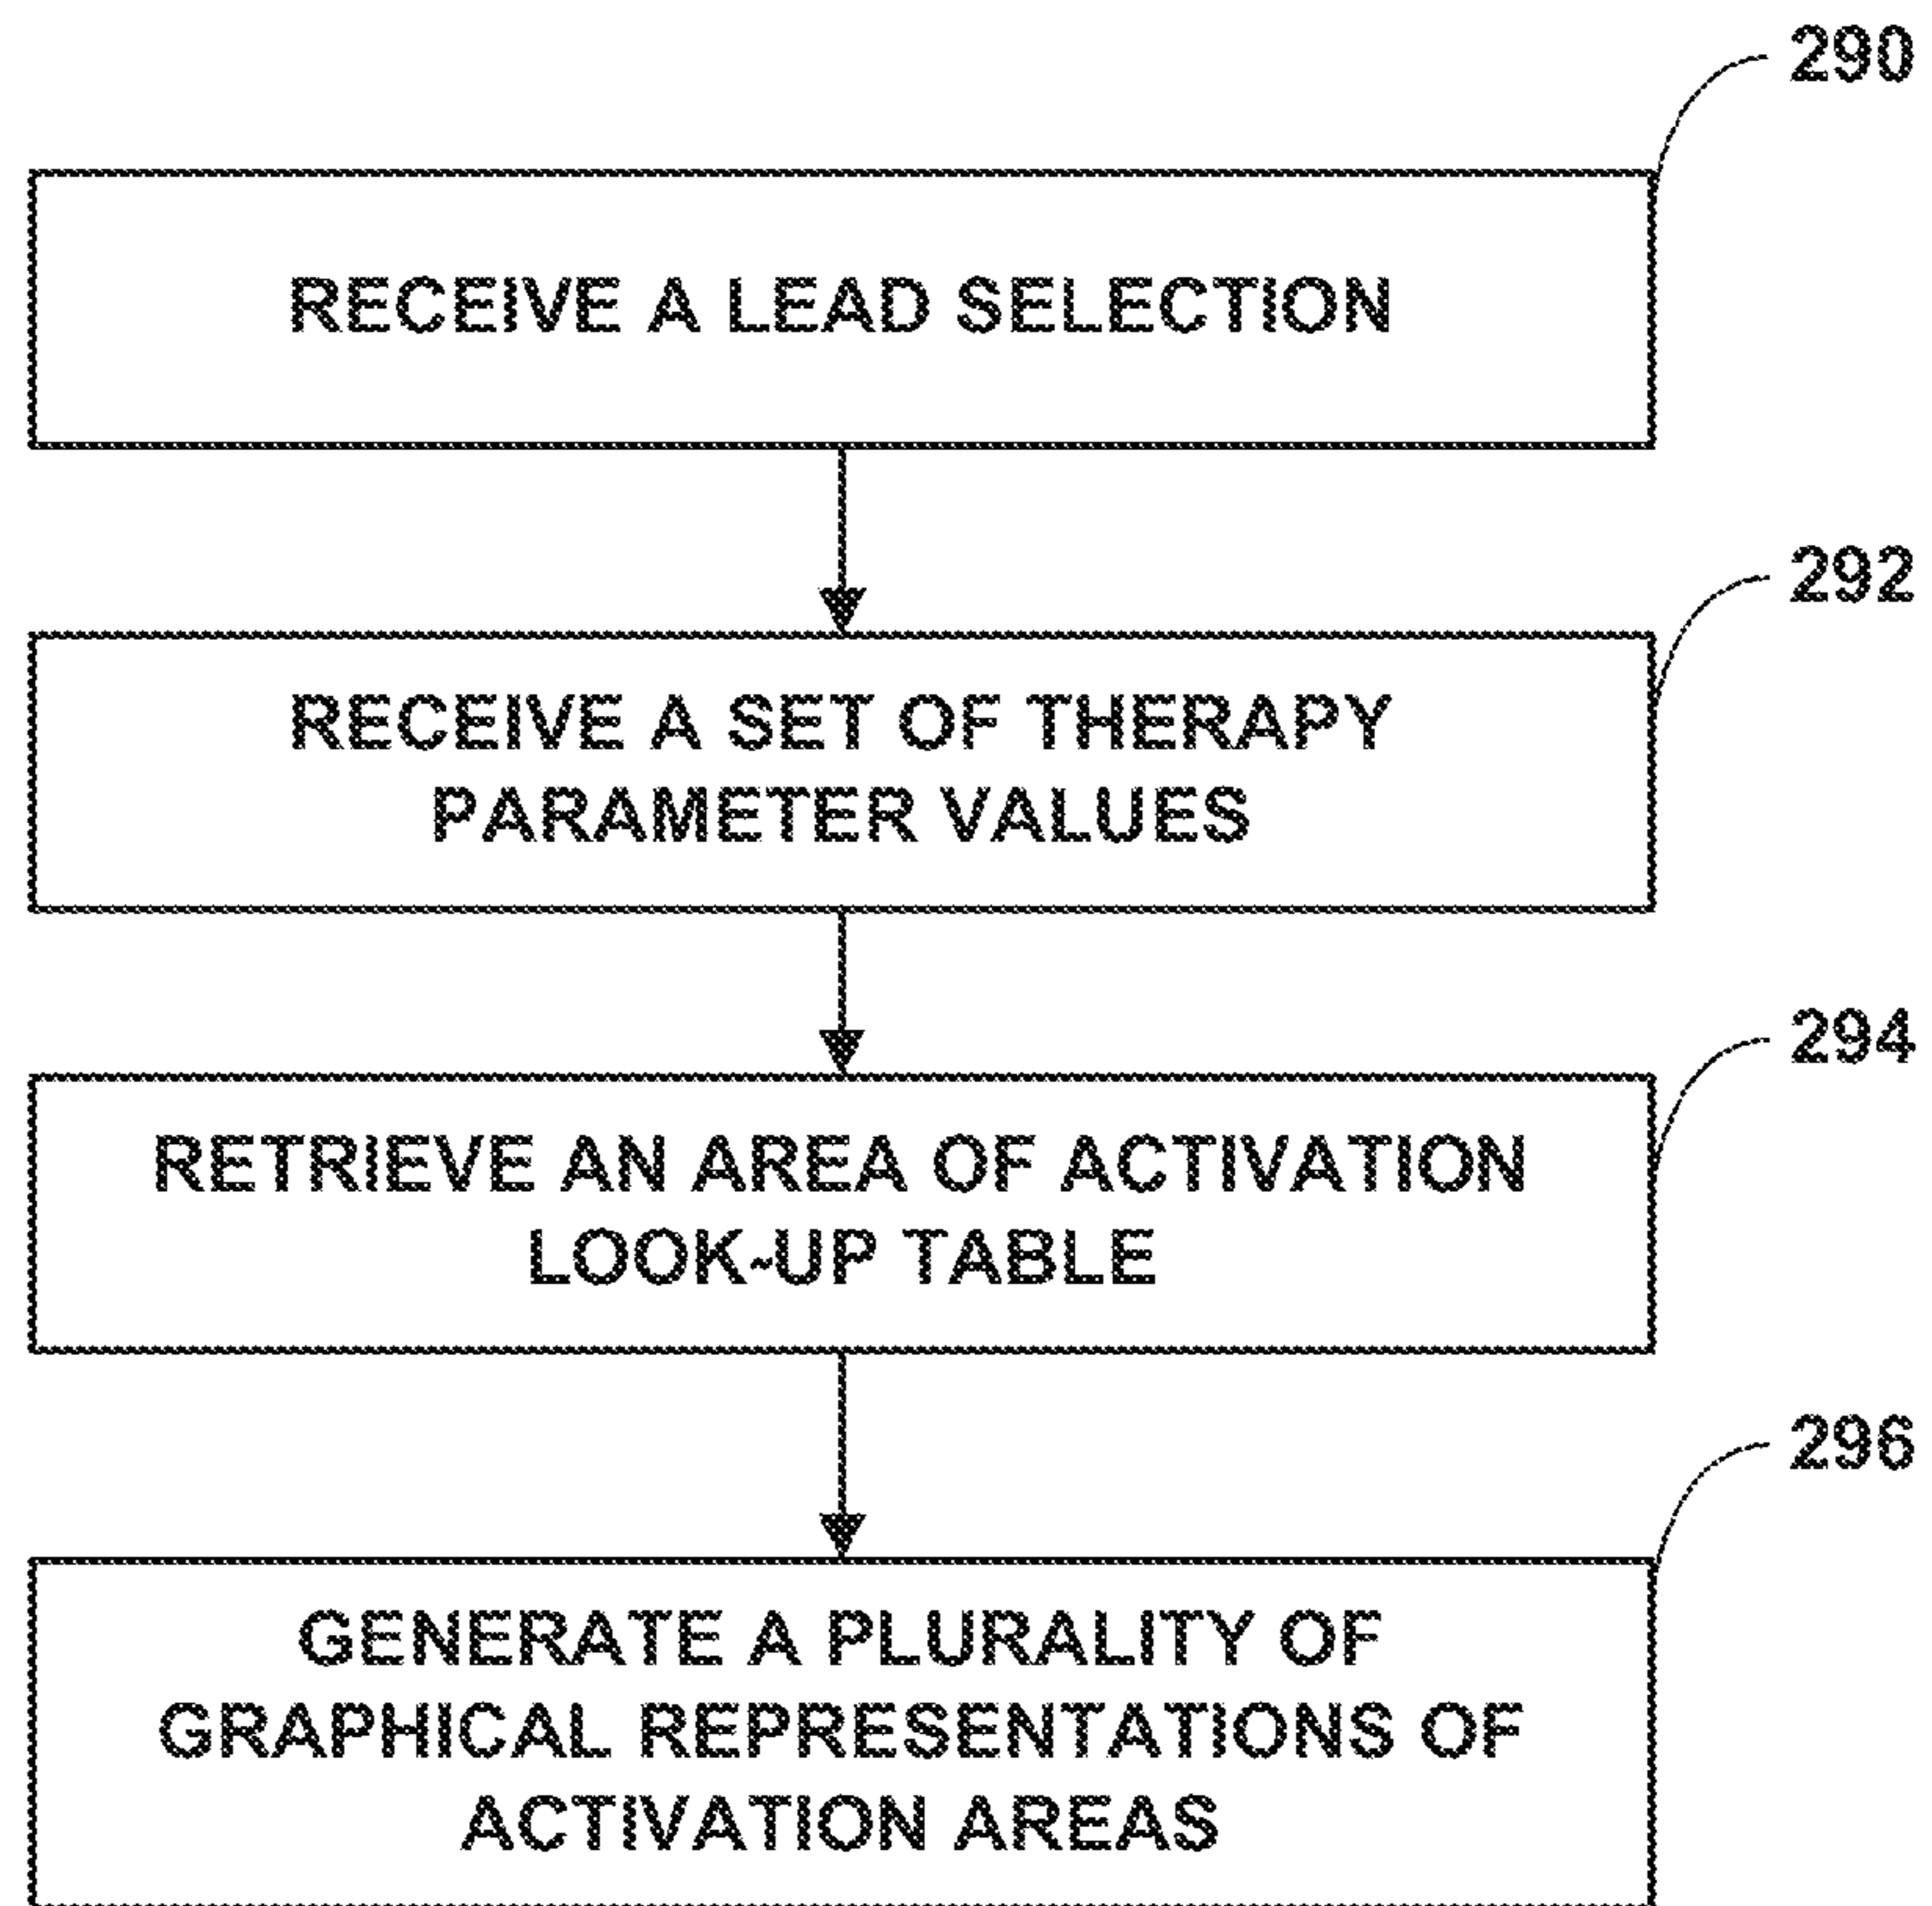 290
RECEIVE A LEAD SELECTION
292
RECEIVE A SET OF THERAPY
PARAMETER VALUES
294
RETRIEVE AN AREA OF ACTIVATION
LOOK-UP TABLE
296
GENERATE A PLURALITY OF
GRAPHICAL REPRESENTATIONS OF
ACTIVATION AREAS